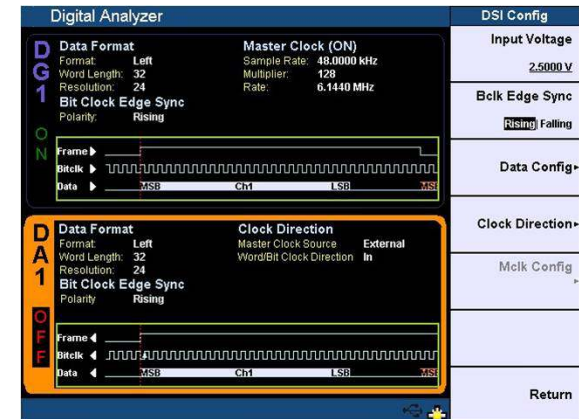 Digital Analyzer
DSI Config
DG1
ON
Data Format
Format: Left
Word Length: 32
Resolution: 24
Bit Clock Edge Sync
Polarity: Rising
Master Clock (ON)
Sample Rate: 48.0000 kHz
Multiplier: 128
Rate: 6.1440 MHz
Frame
Bitclk
Data MSB Ch1 LSB MSB
DA1
OFF
Data Format
Format: Left
Word Length: 32
Resolution: 24
Bit Clock Edge Sync
Polarity Rising
Clock Direction
Master Clock Source External
Word/Bit Clock Direction In
Frame
Bitclk
Data MSB Ch1 LSB MSB
Input Voltage
2.5000 V
Bclk Edge Sync
Rising| Falling
Data Config
Clock Direction
Mclk Config
Return